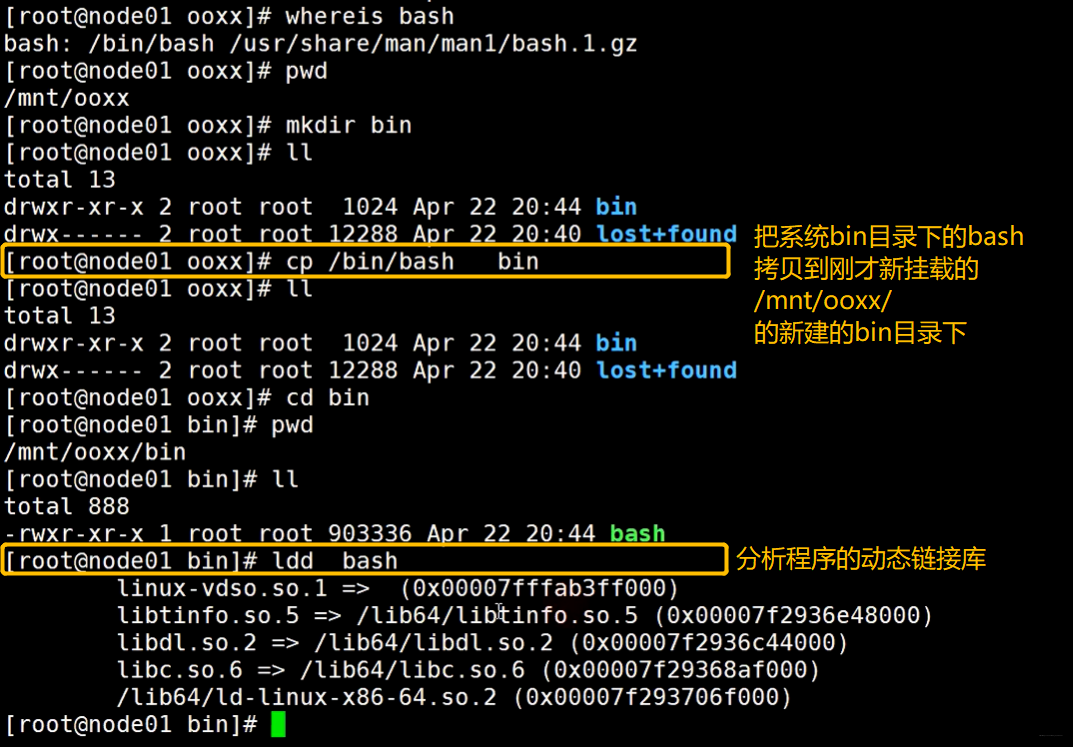 [root@node01 ooxx]# whereis bash
bash: /bin/bash /usr/share/man/man1/bash.1.gz
[root@node01 ooxx]# pwd
/mnt/ooxx
[root@node01 ooxx]# mkdir bin
[root@node01 ooxx]# ll
total 13
drwxr-xr-x 2 root root  1024 Apr 22 20:44 bin
drwx------ 2 root root 12288 Apr 22 20:40 lost+found
[root@node01 ooxx]# cp /bin/bash   bin
把系统bin目录下的bash
拷贝到刚才新挂载的
/mnt/ooxx/
的新建的bin目录下
[root@node01 ooxx]# ll
total 13
drwxr-xr-x 2 root root  1024 Apr 22 20:44 bin
drwx------ 2 root root 12288 Apr 22 20:40 lost+found
[root@node01 ooxx]# cd bin
[root@node01 bin]# pwd
/mnt/ooxx/bin
[root@node01 bin]# ll
total 888
-rwxr-xr-x 1 root root 903336 Apr 22 20:44 bash
[root@node01 bin]# ldd  bash
分析程序的动态链接库
linux-vdso.so.1 =>  (0x00007fffab3ff000)
libtinfo.so.5 => /lib64/libtinfo.so.5 (0x00007f2936e48000)
libdl.so.2 => /lib64/libdl.so.2 (0x00007f2936c44000)
libc.so.6 => /lib64/libc.so.6 (0x00007f29368af000)
/lib64/ld-linux-x86-64.so.2 (0x00007f293706f000)
[root@node01 bin]#